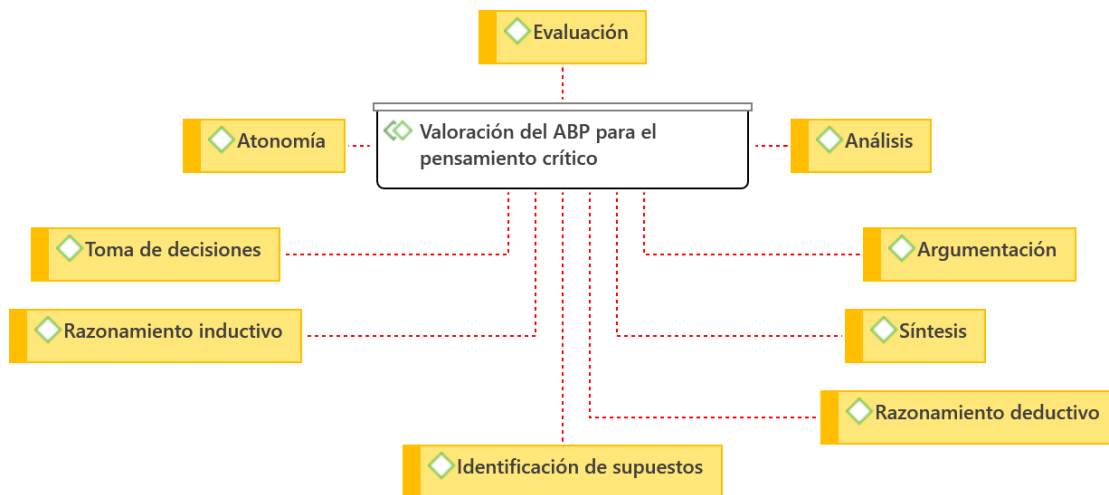 Evaluación
Atonomía
Valoración del ABP para el
pensamiento crítico
Análisis
Toma de decisiones
Argumentación
Razonamiento inductivo
Síntesis
Razonamiento deductivo
Identificación de supuestos